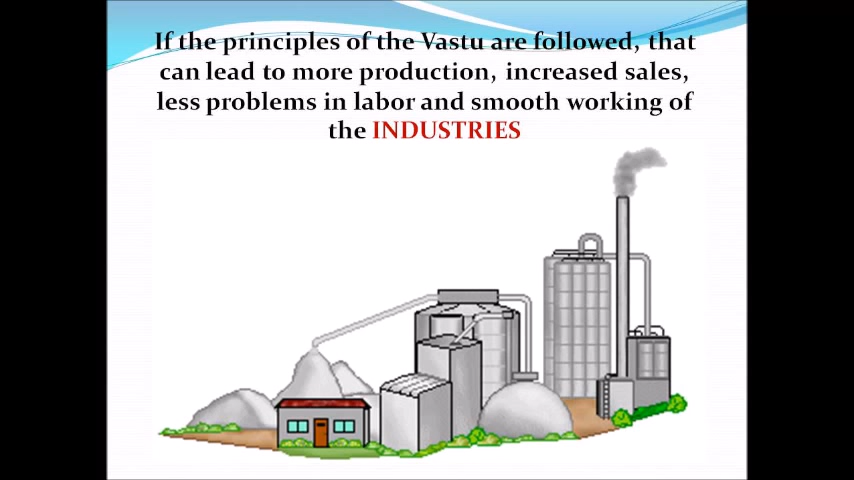 If the principles of the Vastu are followed, that
can lead to more production, increased sales,
less problems in labor and smooth working of
the INDUSTRIES